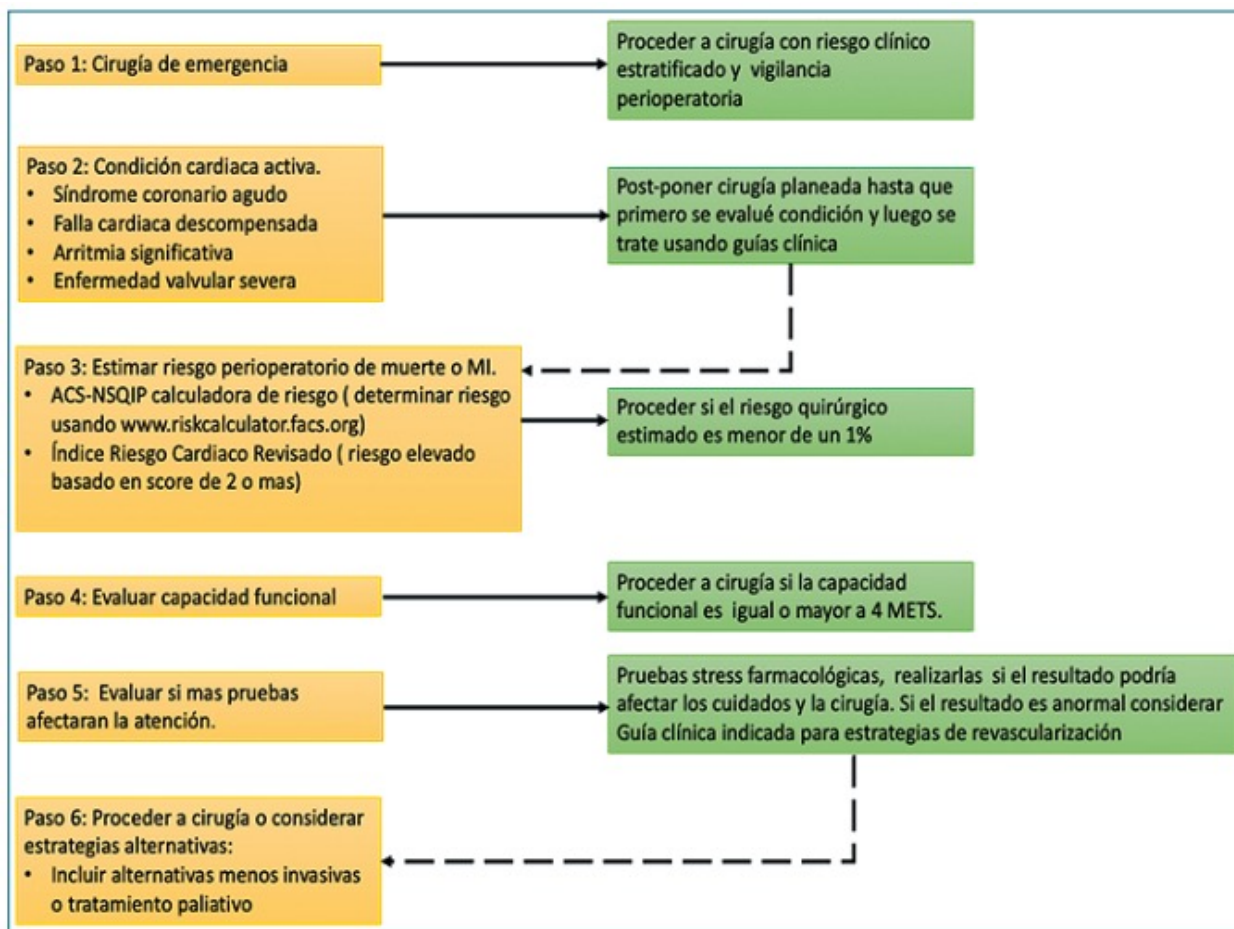 Paso 1: Cirugía de emergencia
Proceder a cirugía con riesgo clínico
estratificado y vigilancia
perioperatoria
Paso 2: Condición cardiaca activa.
• Síndrome coronario agudo
• Falla cardiaca descompensada
• Arritmia significativa
• Enfermedad valvular severa
Post-poner cirugía planeada hasta que
primero se evalué condición y luego se
trate usando guías clínica
Paso 3: Estimar riesgo perioperatorio de muerte o MI.
• ACS-NSQIP calculadora de riesgo ( determinar riesgo
usando www.riskcalculator.facs.org)
• Índice Riesgo Cardiaco Revisado ( riesgo elevado
basado en score de 2 o mas)
Proceder si el riesgo quirúrgico
estimado es menor de un 1%
Paso 4: Evaluar capacidad funcional
Proceder a cirugía si la capacidad
funcional es igual o mayor a 4 METS.
Paso 5: Evaluar si mas pruebas
afectaran la atención.
Pruebas stress farmacológicas, realizarlas si el resultado podría
afectar los cuidados y la cirugía. Si el resultado es anormal considerar
Guía clínica indicada para estrategias de revascularización
Paso 6: Proceder a cirugía o considerar
estrategias alternativas:
• Incluir alternativas menos invasivas
o tratamiento paliativo